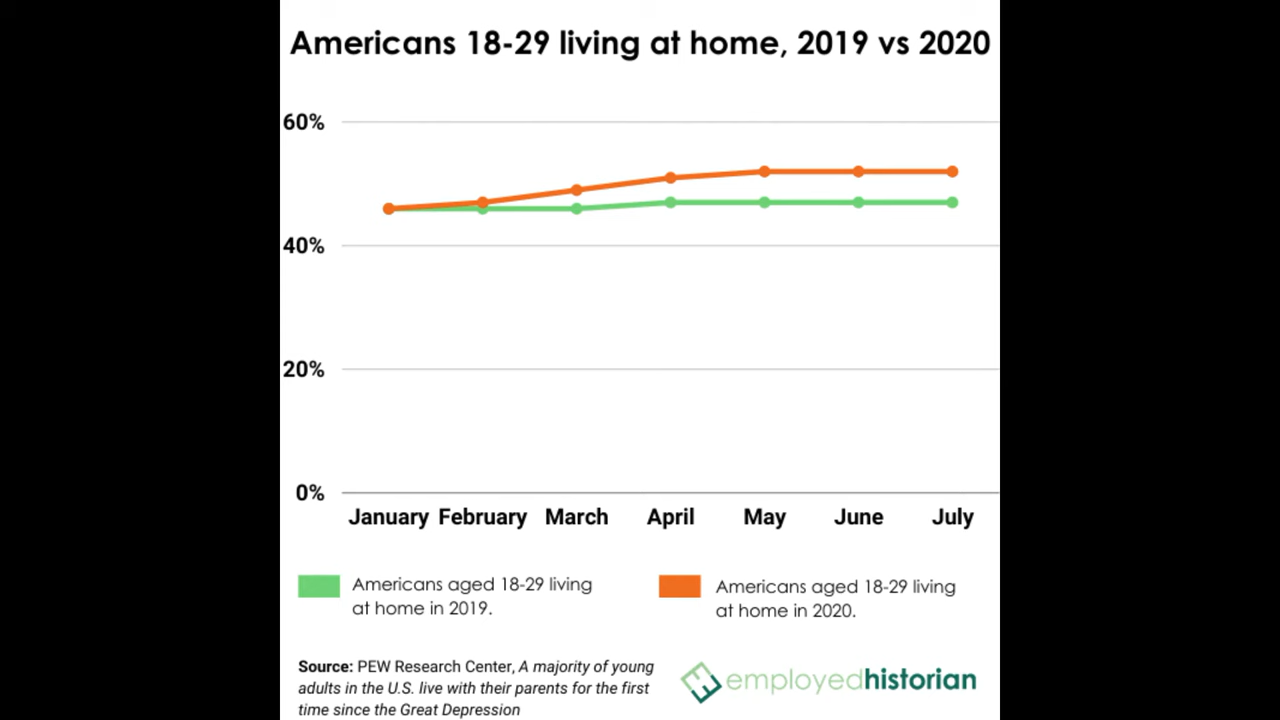 Americans 18-29 living at home, 2019 vs 2020
60%
40%
20%
0%
January February March April May June July
Americans aged 18-29 living
at home in 2019.
Americans aged 18-29 living
at home in 2020.
Source: PEW Research Center, A majority of young
adults in the U.S. live with their parents for the first
time since the Great Depression
employedhistorian